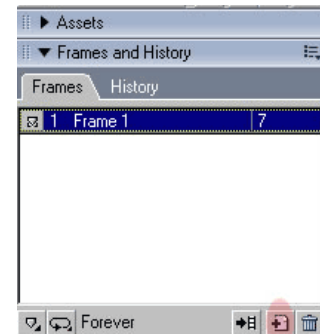 Assets
Frames and History
Frames History
1 Frame 1 7
Forever